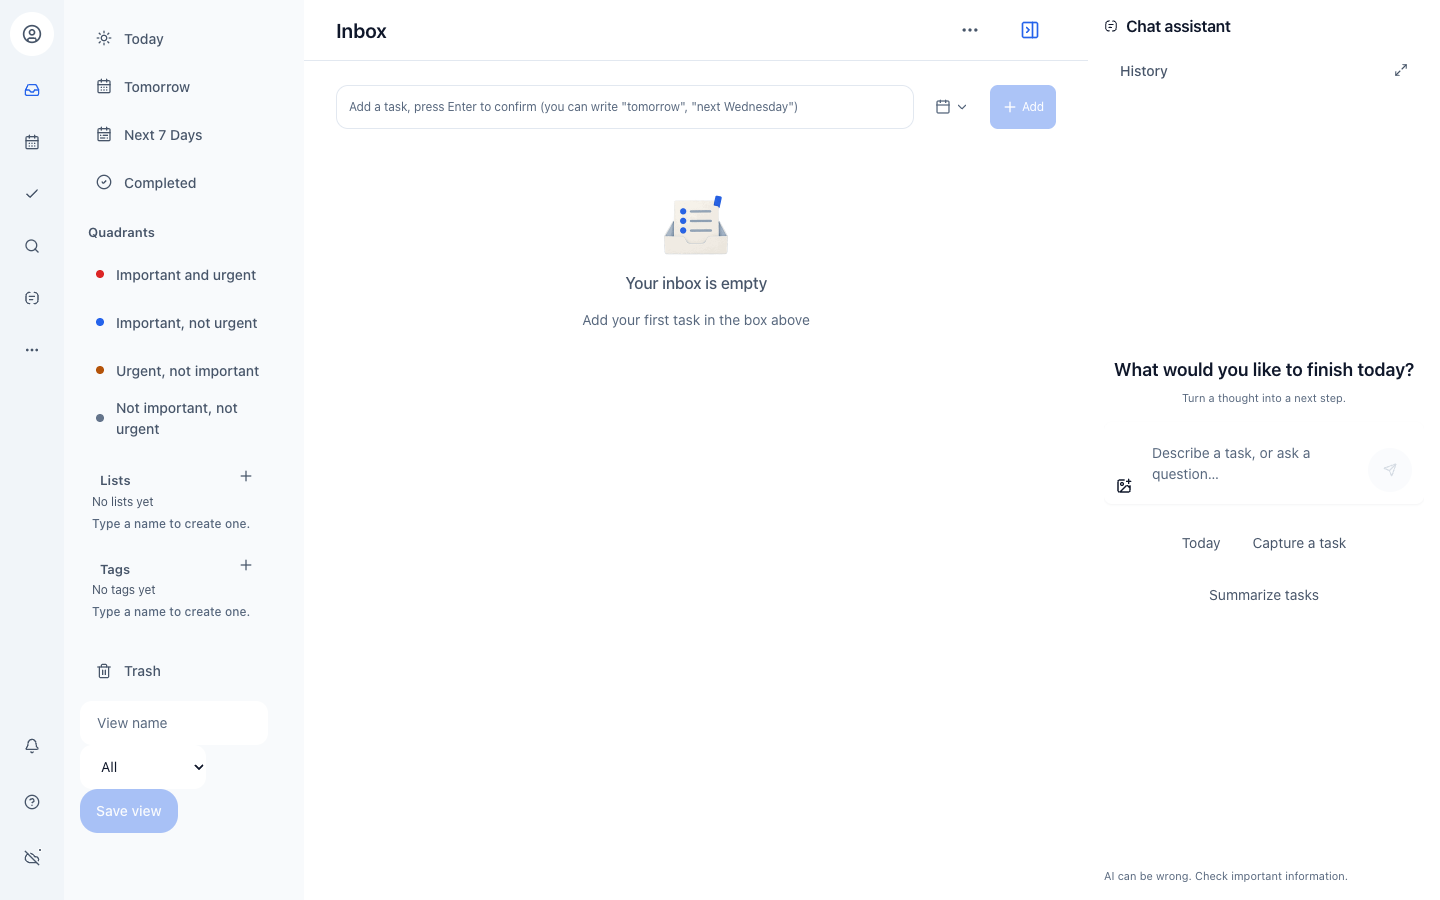 Today
Tomorrow
Next 7 Days
Completed
Quadrants
Important and urgent
Important, not urgent
Urgent, not important
Not important, not
urgent
Lists
No lists yet
Type a name to create one.
Tags
No tags yet
Type a name to create one.
Trash
View name
All
Save view
Inbox
Add a task, press Enter to confirm (you can write "tomorrow", "next Wednesday")
Add
Your inbox is empty
Add your first task in the box above
Chat assistant
History
What would you like to finish today?
Turn a thought into a next step.
Describe a task, or ask a
question...
Today
Capture a task
Summarize tasks
AI can be wrong. Check important information.